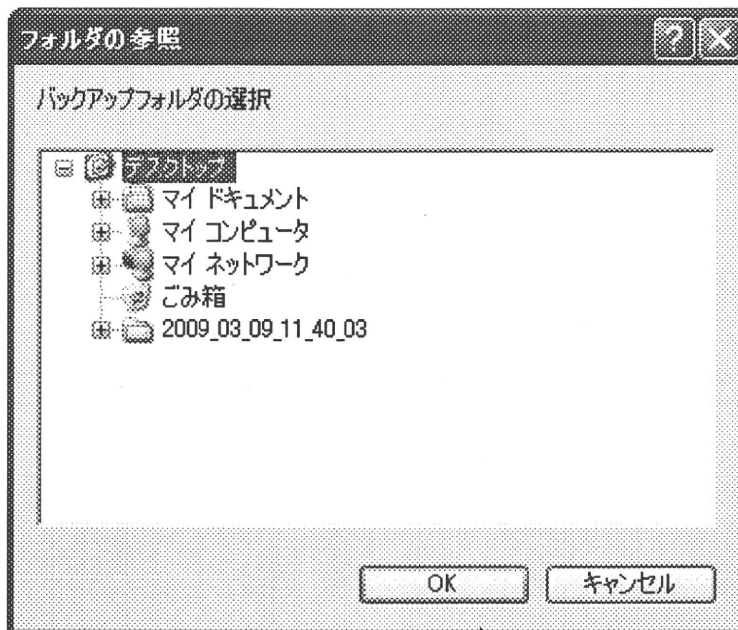 フォルダの参照
バックアップフォルダの選択
デスクトップ
マイ ドキュメント
マイ コンピュータ
マイ ネットワーク
ごみ箱
2009_03_09_11_40_03
OK キャンセル